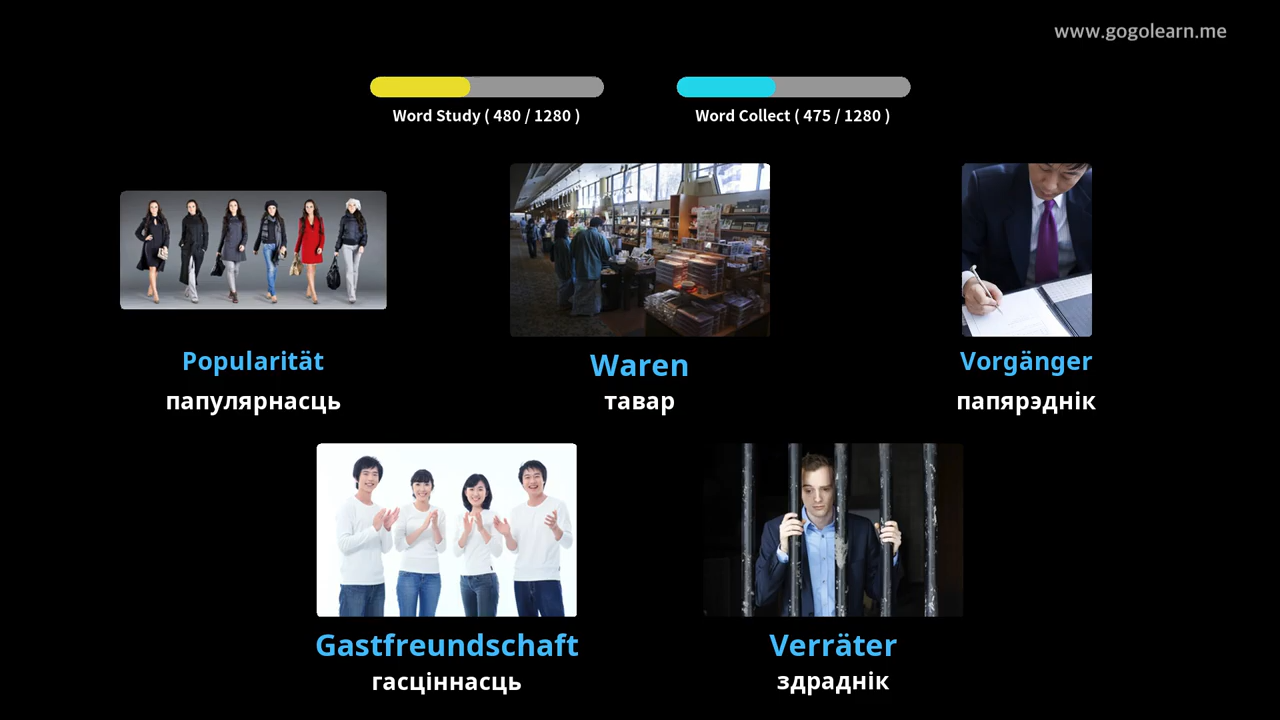 www.gogolearn.me
Word Study ( 480 / 1280 )
Word Collect ( 475 / 1280 )
Popularität
Waren
Vorgänger
папулярнасць
тавар
папярэднік
Gastfreundschaft
Verräter
гасціннасць
здраднік